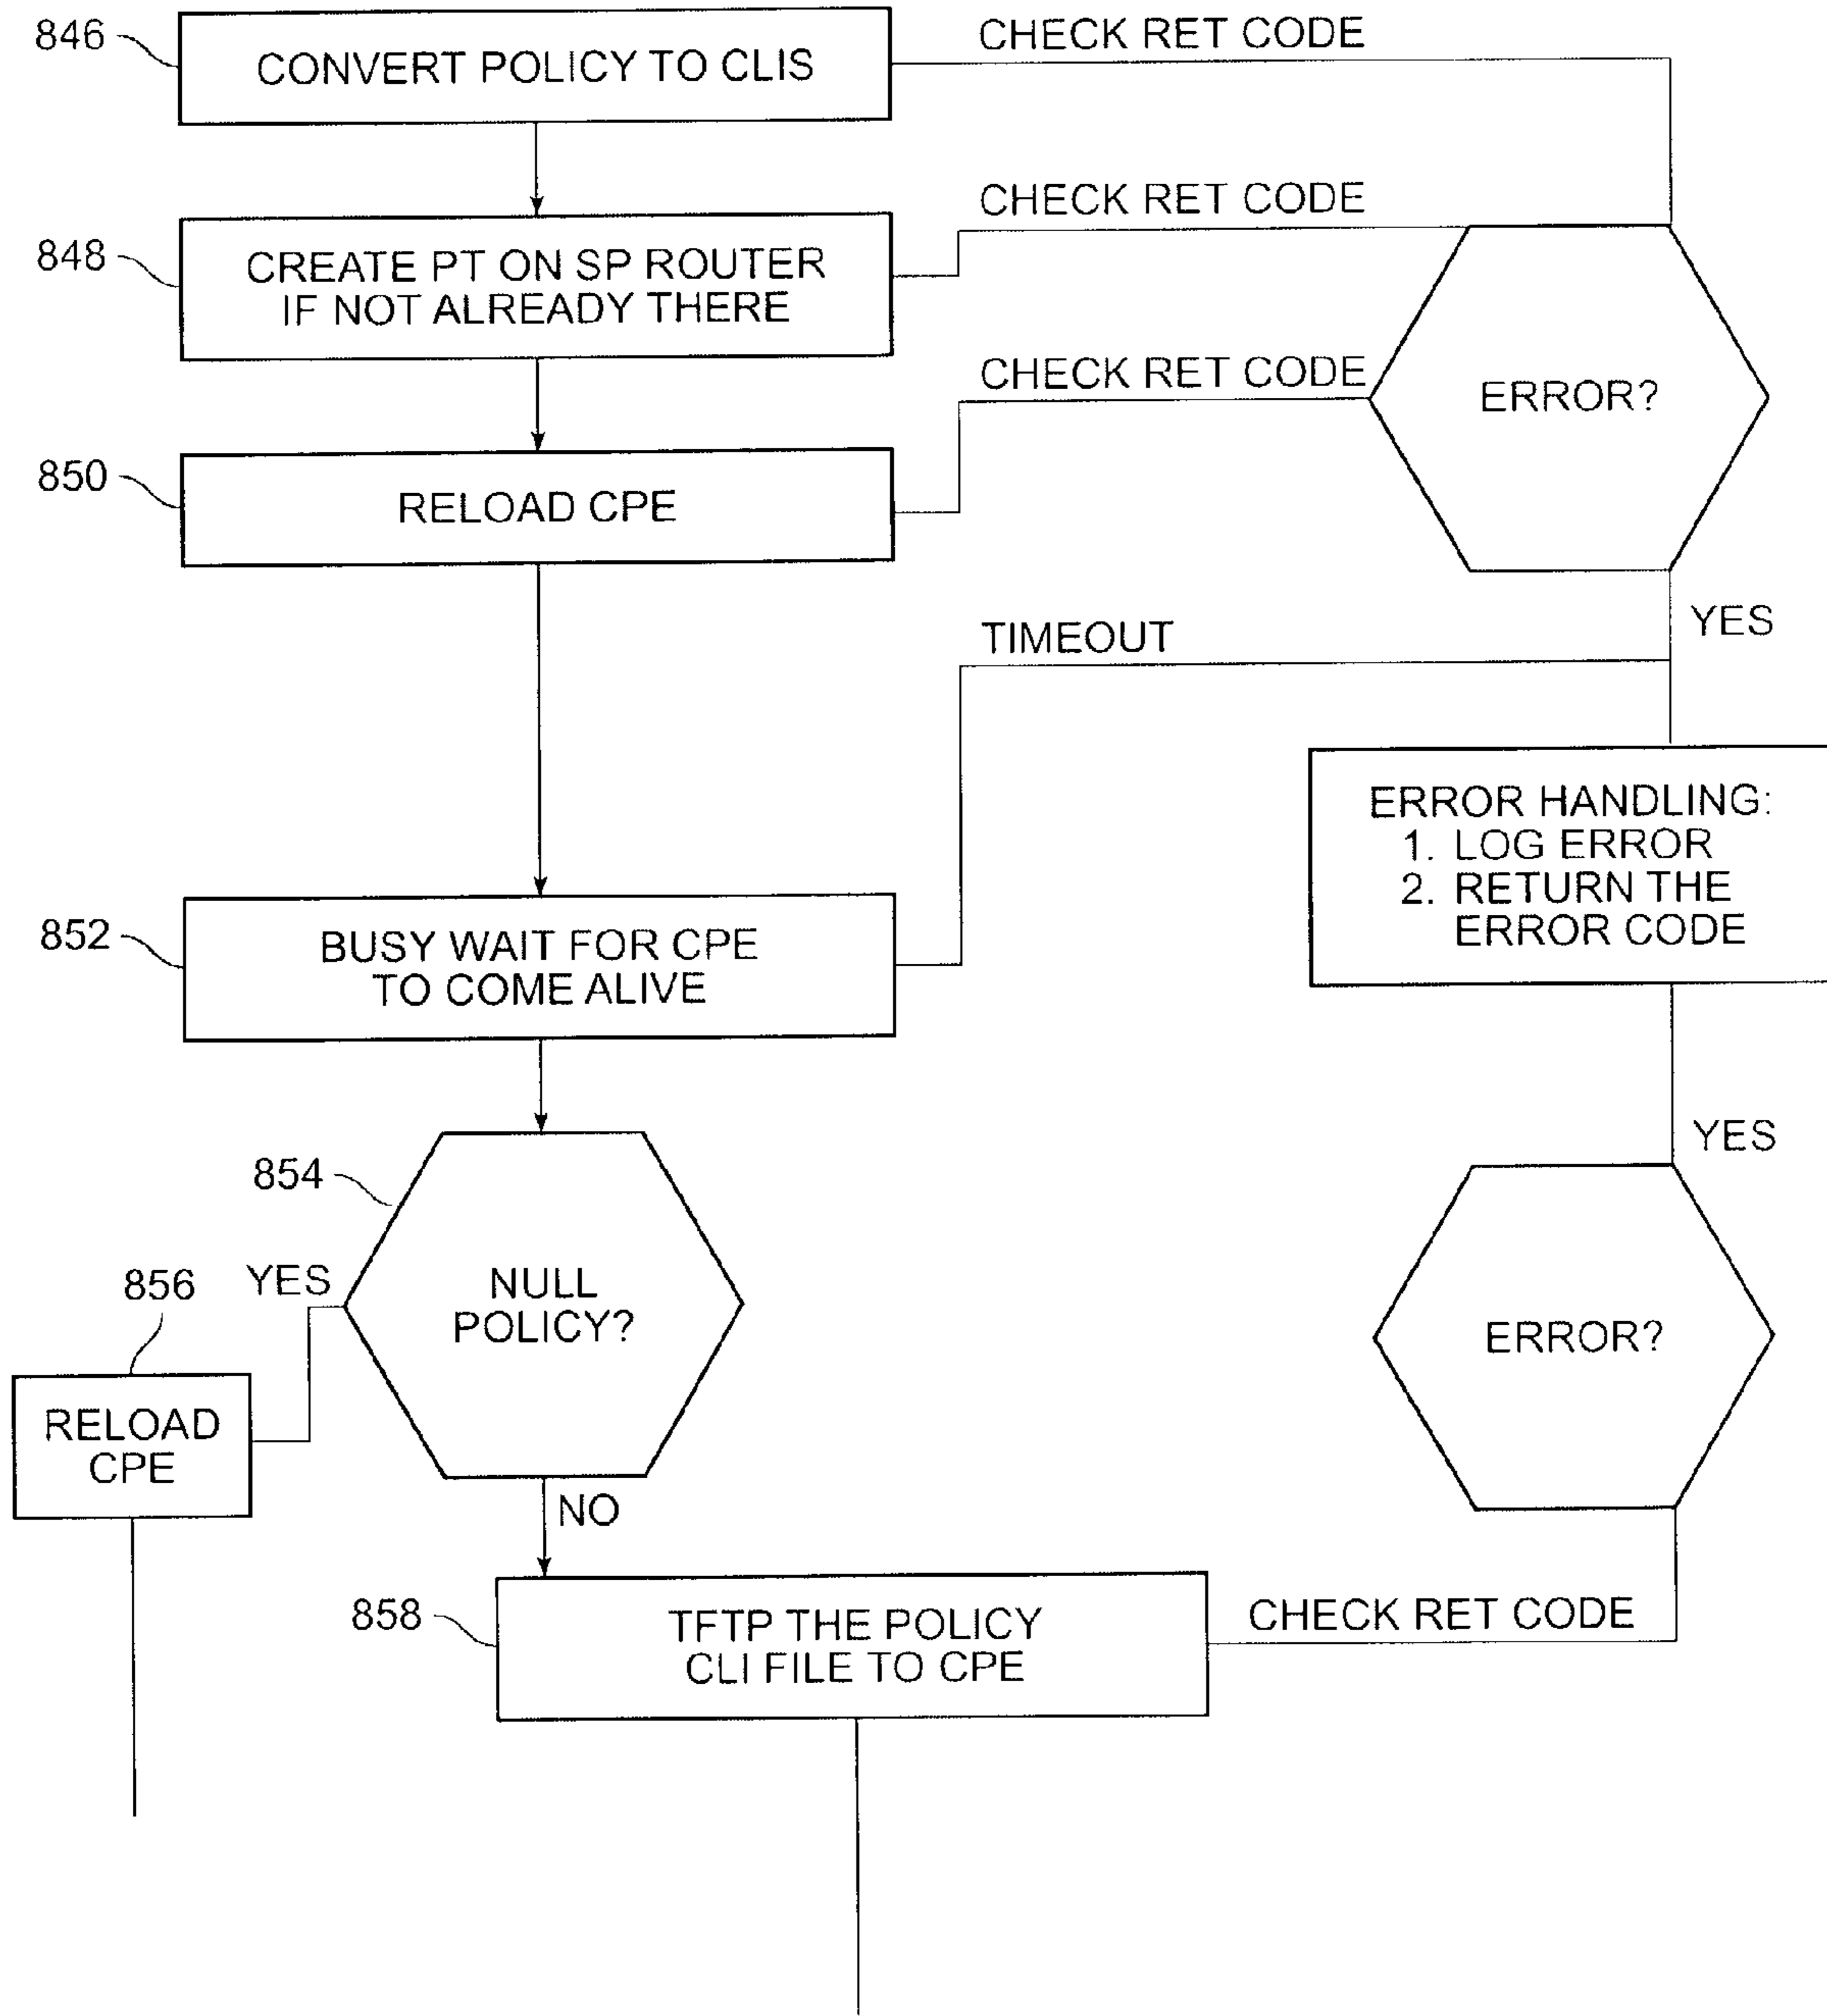 846
CONVERT POLICY TO CLIS
CHECK RET CODE
848
CREATE PT ON SP ROUTER
IF NOT ALREADY THERE
CHECK RET CODE
850
RELOAD CPE
CHECK RET CODE
ERROR?
YES
TIMEOUT
852
BUSY WAIT FOR CPE
TO COME ALIVE
ERROR HANDLING:
1. LOG ERROR
2. RETURN THE
ERROR CODE
YES
854
NULL
POLICY?
ERROR?
856
YES
RELOAD
CPE
NO
858
TFTP THE POLICY
CLI FILE TO CPE
CHECK RET CODE